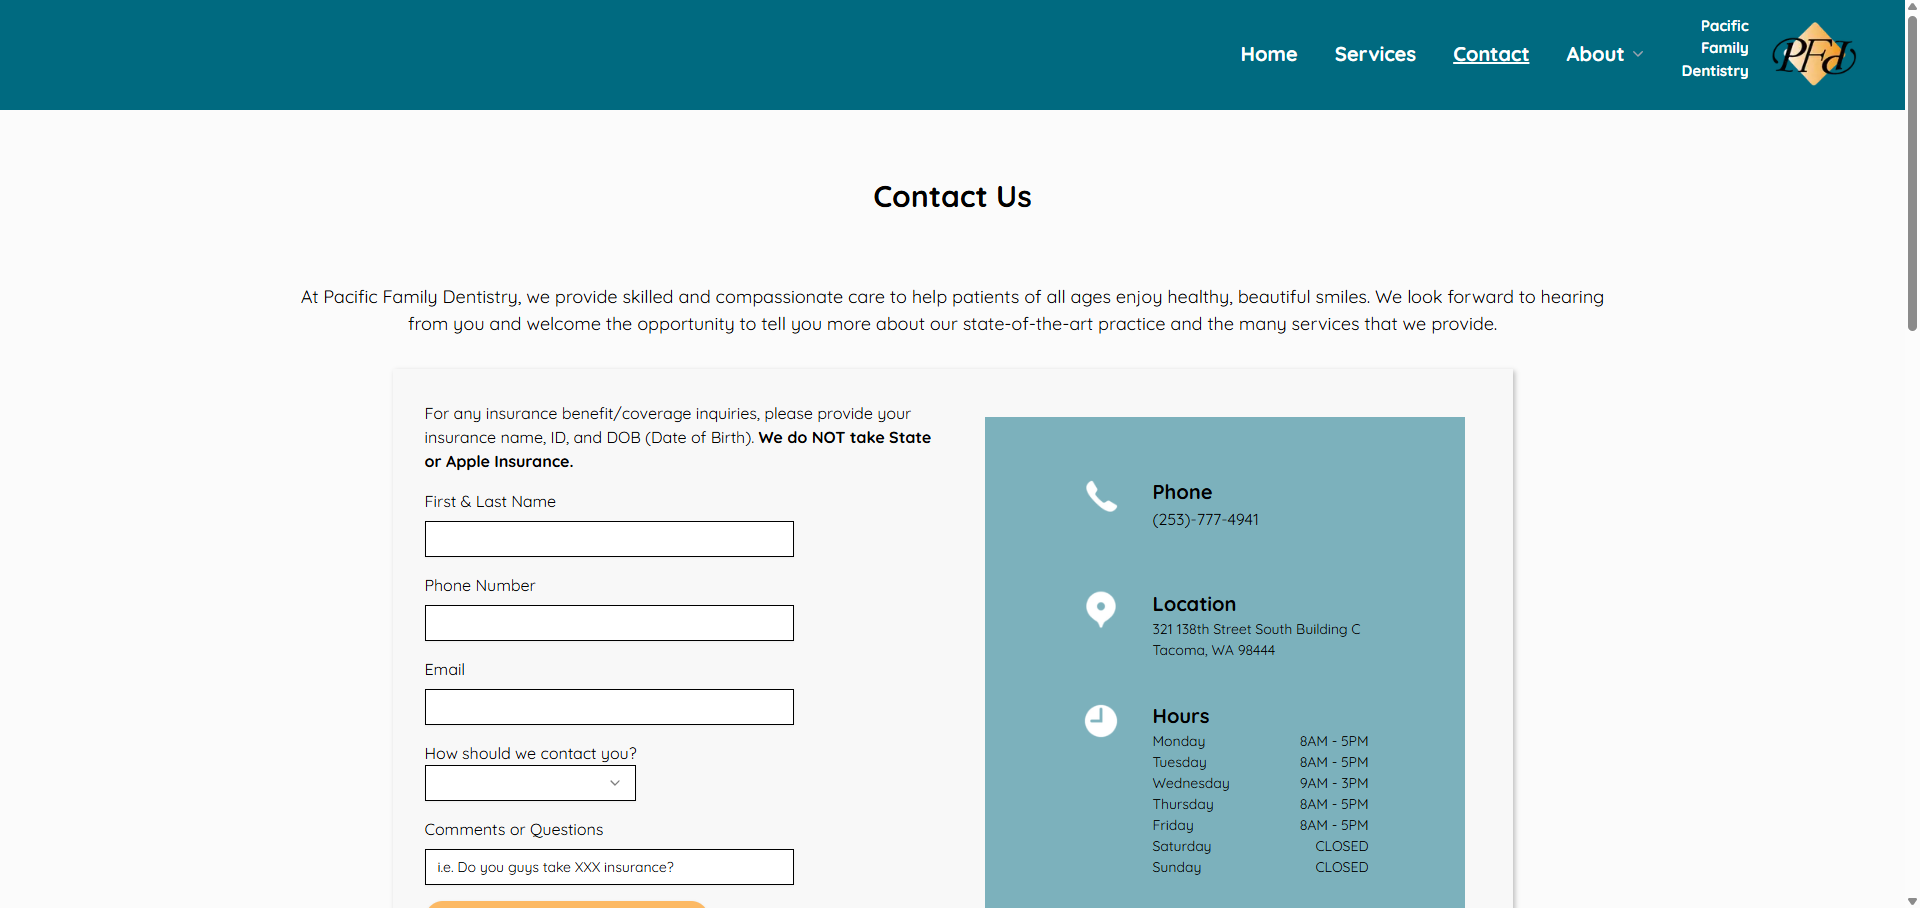 Home
Services
Contact
About
Pacific
Family
Dentistry
PFd
Contact Us
At Pacific Family Dentistry, we provide skilled and compassionate care to help patients of all ages enjoy healthy, beautiful smiles. We look forward to hearing
from you and welcome the opportunity to tell you more about our state-of-the-art practice and the many services that we provide.
For any insurance benefit/coverage inquiries, please provide your
insurance name, ID, and DOB (Date of Birth). We do NOT take State
or Apple Insurance.
First & Last Name
Phone Number
Email
How should we contact you?
Comments or Questions
i.e. Do you guys take XXX insurance?
Phone
(253)-777-4941
Location
321 138th Street South Building C
Tacoma, WA 98444
Hours
Monday 8AM - 5PM
Tuesday 8AM - 5PM
Wednesday 9AM - 3PM
Thursday 8AM - 5PM
Friday 8AM - 5PM
Saturday CLOSED
Sunday CLOSED